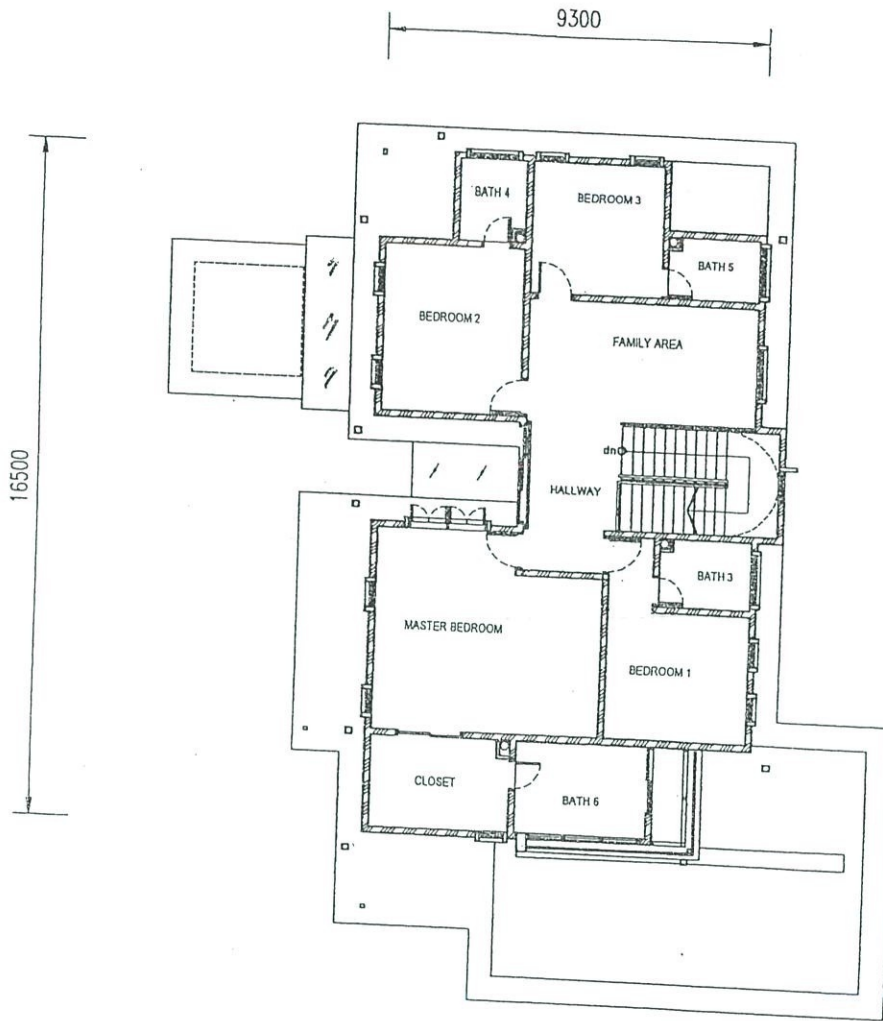 9300
BATH 4
BEDROOM 3
BATH 5
BEDROOM 2
FAMILY AREA
dn
16500
HALLWAY
BATH 3
MASTER BEDROOM
BEDROOM 1
CLOSET
BATH 6